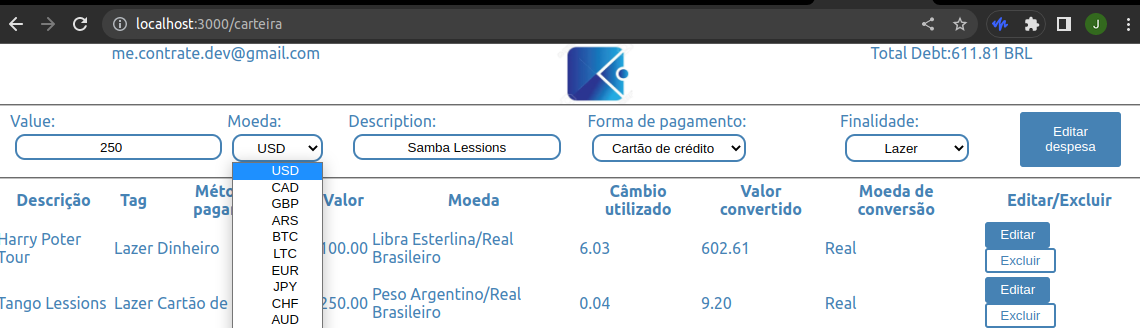 localhost:3000/carteira
J
me.contrate.dev@gmail.com
Total Debt:611.81 BRL
Value:
Moeda:
Description:
Forma de pagamento:
Finalidade:
250
USD
Samba Lessions
Cartão de crédito
Lazer
Editar
despesa
USD
CAD
GBP
ARS
BTC
LTC
EUR
JPY
CHF
AUD
Descrição
Tag
Valor
Moeda
Câmbio
utilizado
Valor
convertido
Moeda de
conversão
Editar/Excluir
Harry Poter
Tour
Lazer
Dinheiro
100.00
Libra Esterlina/Real
Brasileiro
6.03
602.61
Real
Editar
Excluir
Tango Lessions
Lazer
Cartão de
250.00
Peso Argentino/Real
Brasileiro
0.04
9.20
Real
Editar
Excluir